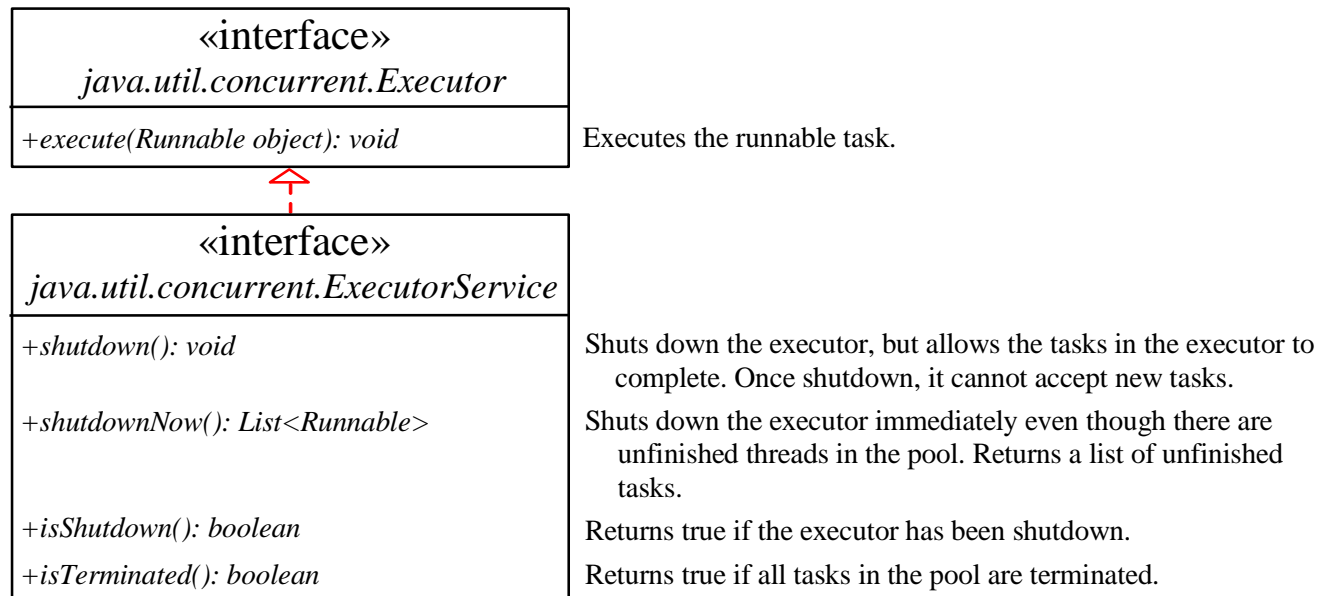 «interface»
java.util.concurrent.Executor
+execute(Runnable object): void
Executes the runnable task.
«interface»
java.util.concurrent.ExecutorService
+shutdown(): void
Shuts down the executor, but allows the tasks in the executor to
complete. Once shutdown, it cannot accept new tasks.
+shutdownNow(): List<Runnable>
Shuts down the executor immediately even though there are
unfinished threads in the pool. Returns a list of unfinished
tasks.
+isShutdown(): boolean
Returns true if the executor has been shutdown.
+isTerminated(): boolean
Returns true if all tasks in the pool are terminated.